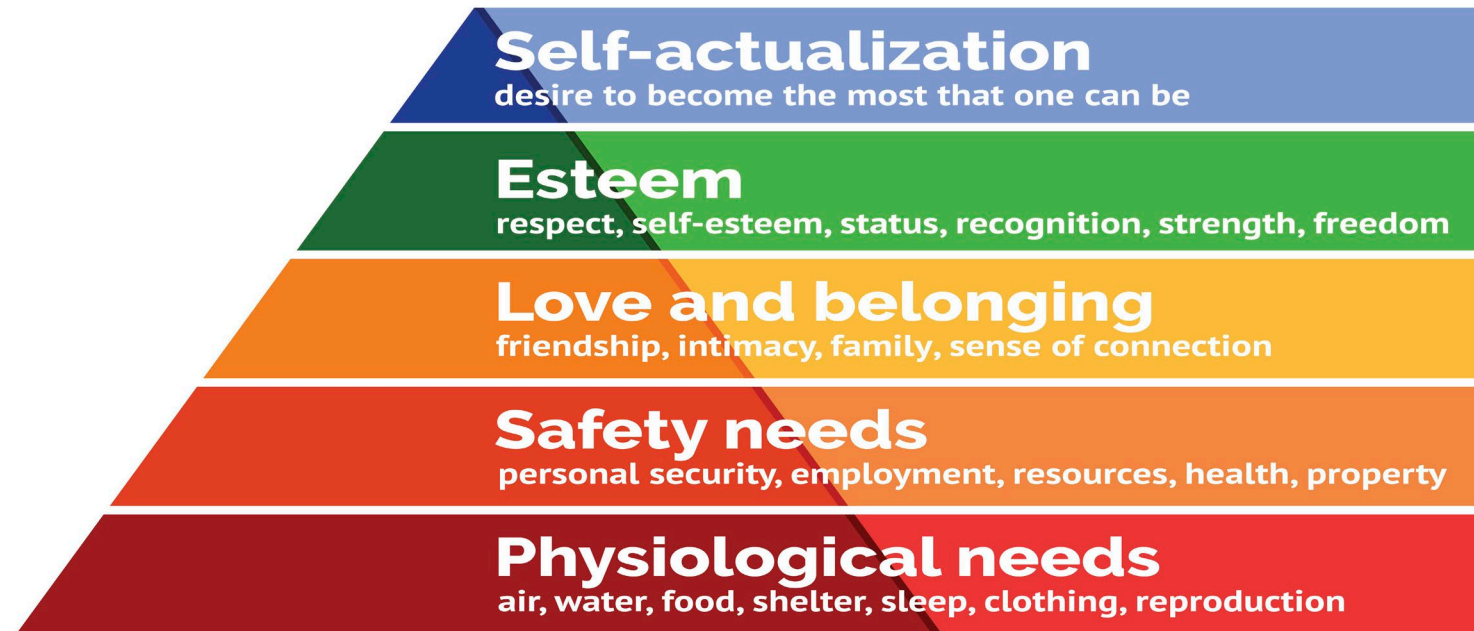 Self-actualization
desire to become the most that one can be
Esteem
respect, self-esteem, status, recognition, strength, freedom
Love and belonging
friendship, intimacy, family, sense of connection
Safety needs
personal security, employment, resources, health, property
Physiological needs
air, water, food, shelter, sleep, clothing, reproduction